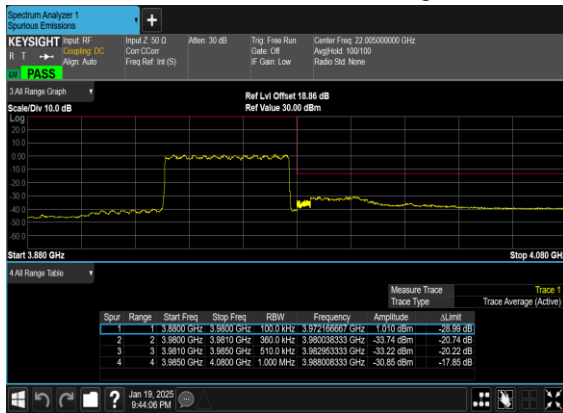 Spectrum Analyzer 1
Spurious Emissions
KEYSIGHT Input: RF Input Z: 50 Ω Atten: 30 dB Trig: Free Run Center Freq: 22.005000000 GHz
R T Coupling: DC Corr CCorr Gate: Off Avg|Hold: 100/100
Align: Auto Freq Ref: Int (S) IF Gain: Low Radio Std: None
PASS
3 All Range Graph
Ref Lvl Offset 18.86 dB
Scale/Div 10.0 dB Ref Value 30.00 dBm
Log
20.0
10.0
0.00
-10.0
-20.0
-30.0
-40.0
-50.0
-60.0
Start 3.880 GHz Stop 4.080 GH
4 All Range Table
Measure Trace Trace 1
Trace Type Trace Average (Active)
Spur Range Start Freq Stop Freq RBW Frequency Amplitude ΔLimit
1 1 3.8800 GHz 3.9800 GHz 100.0 kHz 3.972166667 GHz 1.010 dBm -28.99 dB
2 2 3.9800 GHz 3.9810 GHz 360.0 kHz 3.980038333 GHz -33.74 dBm -20.74 dB
3 3 3.9810 GHz 3.9850 GHz 510.0 kHz 3.982953333 GHz -33.22 dBm -20.22 dB
4 4 3.9850 GHz 4.0800 GHz 1.000 MHz 3.988008333 GHz -30.85 dBm -17.85 dB
Jan 19, 2025
9:44:06 PM